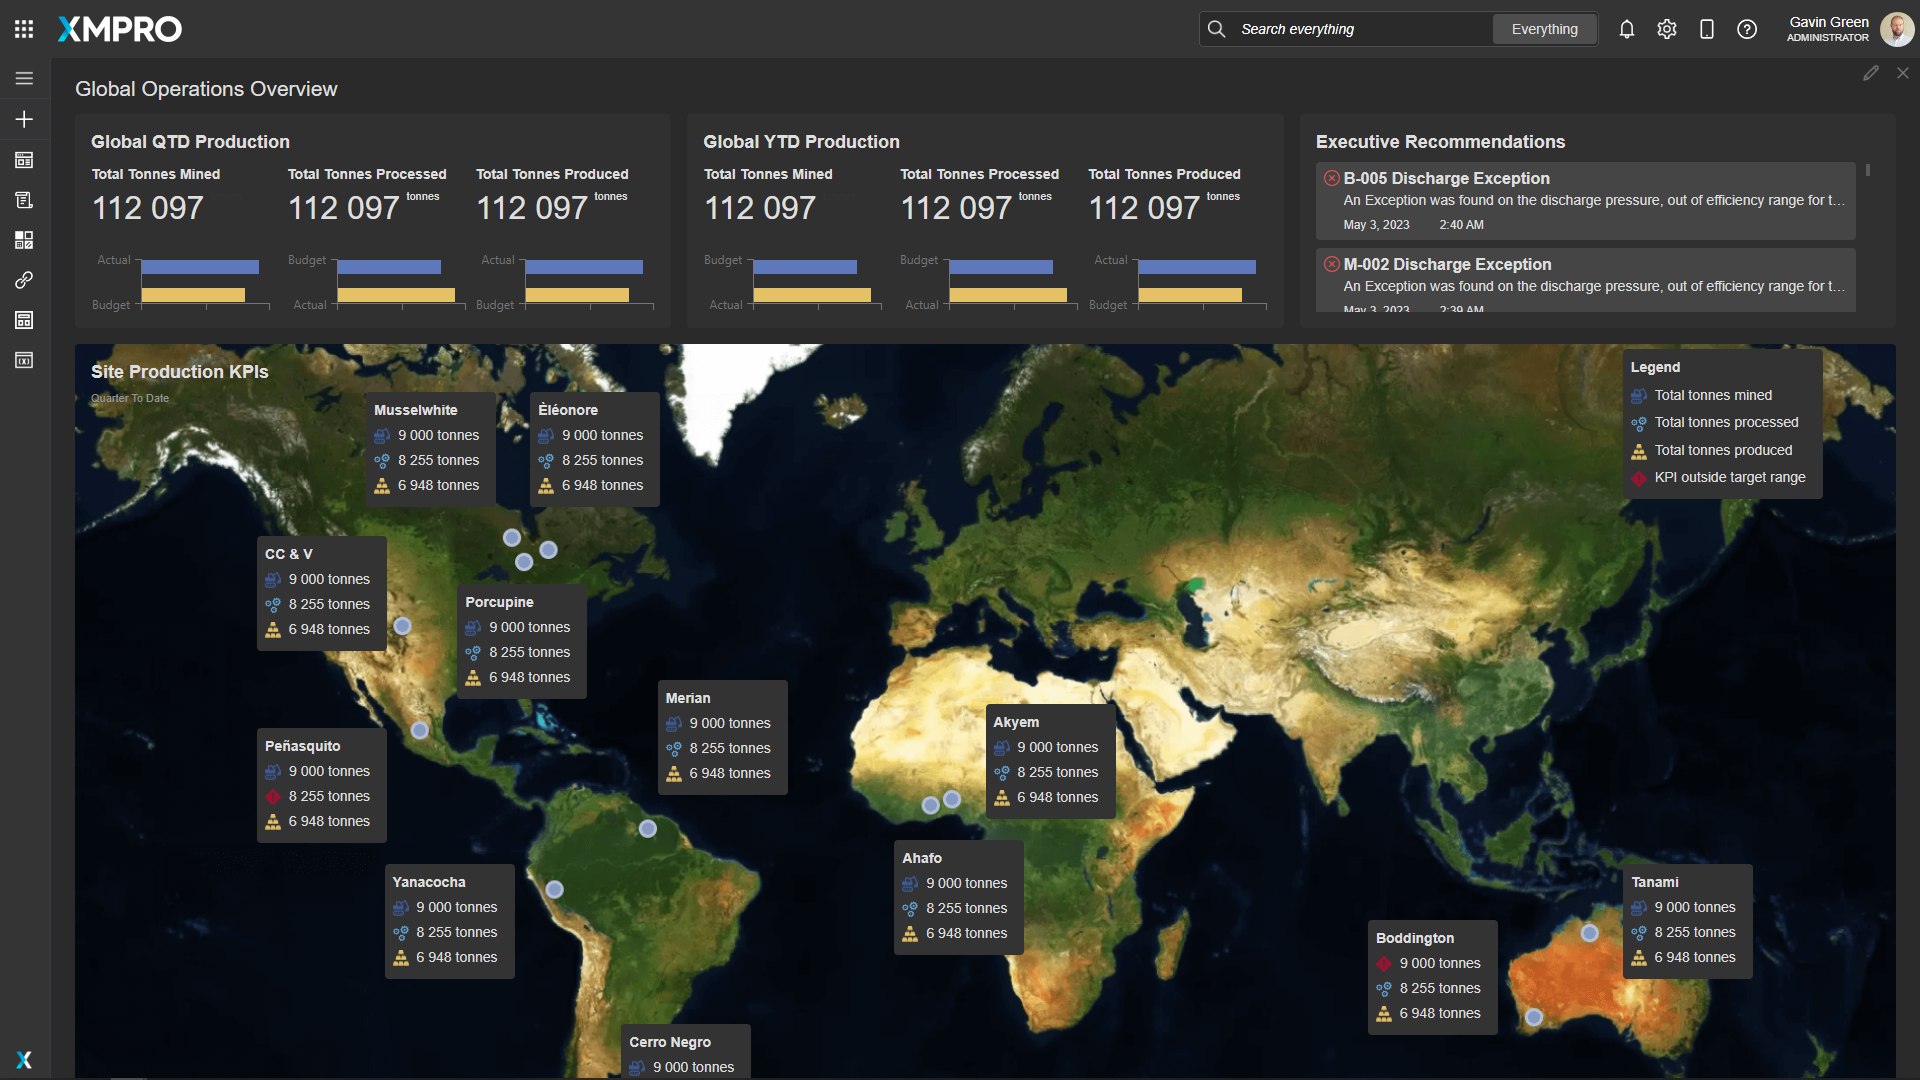 XMPRO
Search everything
Everything
Gavin Green
ADMINISTRATOR
Global Operations Overview
Global QTD Production
Total Tonnes Mined
112 097
Total Tonnes Processed
112 097 tonnes
Total Tonnes Produced
112 097 tonnes
Actual
Budget
Budget
Actual
Actual
Budget
Global YTD Production
Total Tonnes Mined
112 097
Total Tonnes Processed
112 097 tonnes
Total Tonnes Produced
112 097 tonnes
Budget
Actual
Budget
Actual
Actual
Budget
Executive Recommendations
B-005 Discharge Exception
An Exception was found on the discharge pressure, out of efficiency range for t...
May 3, 2023 2:40 AM
M-002 Discharge Exception
An Exception was found on the discharge pressure, out of efficiency range for t...
May 3, 2023 2:39 AM
Site Production KPIs
Quarter To Date
Legend
Total tonnes mined
Total tonnes processed
Total tonnes produced
KPI outside target range
Musselwhite
9 000 tonnes
8 255 tonnes
6 948 tonnes
Èléonore
9 000 tonnes
8 255 tonnes
6 948 tonnes
CC & V
9 000 tonnes
8 255 tonnes
6 948 tonnes
Porcupine
9 000 tonnes
8 255 tonnes
6 948 tonnes
Merian
9 000 tonnes
8 255 tonnes
6 948 tonnes
Akyem
9 000 tonnes
8 255 tonnes
6 948 tonnes
Peñasquito
9 000 tonnes
8 255 tonnes
6 948 tonnes
Yanacocha
9 000 tonnes
8 255 tonnes
6 948 tonnes
Ahafo
9 000 tonnes
8 255 tonnes
6 948 tonnes
Tanami
9 000 tonnes
8 255 tonnes
6 948 tonnes
Boddington
9 000 tonnes
8 255 tonnes
6 948 tonnes
Cerro Negro
9 000 tonnes